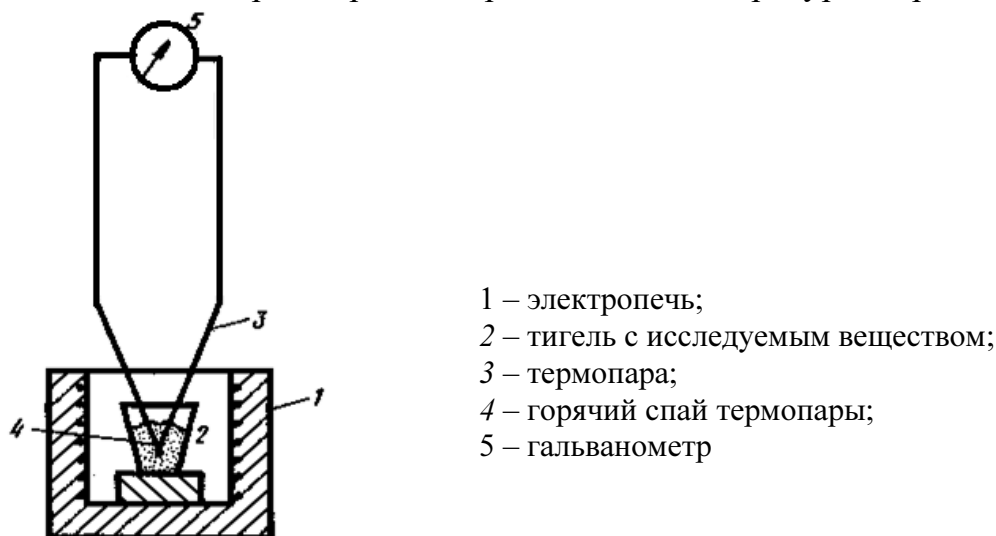 5
3
1
4
2
1 – электропечь;
2 – тигель с исследуемым веществом;
3 – термопара;
4 – горячий спай термопары;
5 – гальванометр